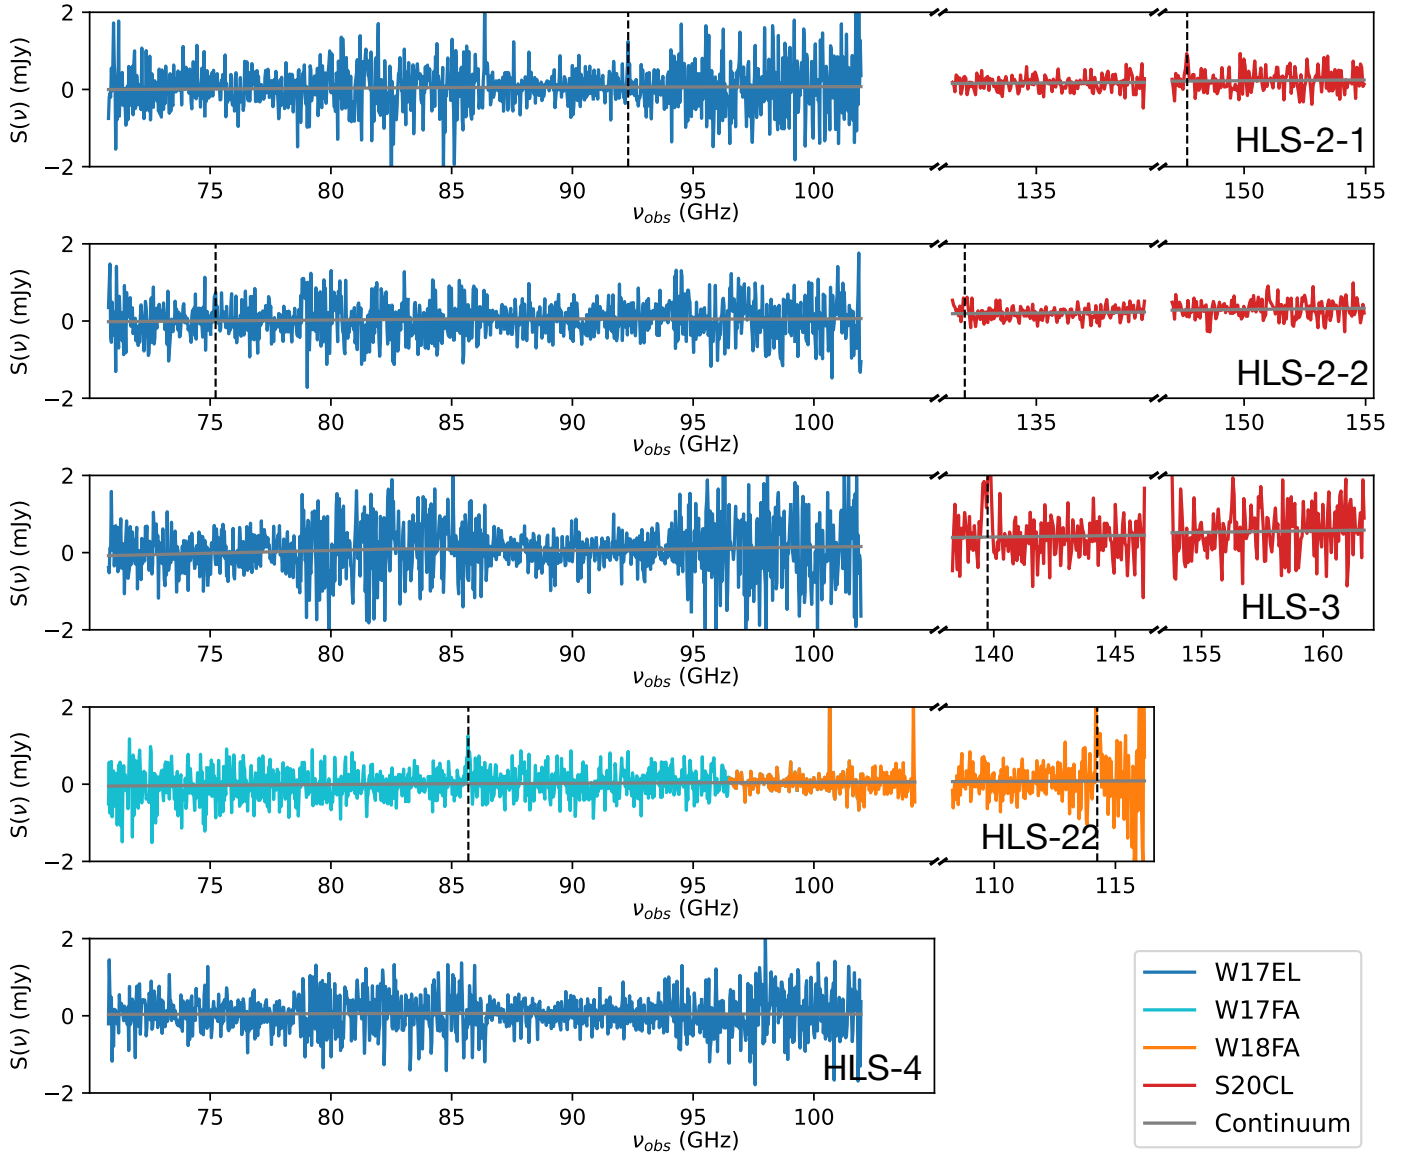 2
0
−2
S(ν) (mJy)
HLS-2-1
75 80 85 90 95 100 135 150 155
ν_obs (GHz)
2
0
−2
S(ν) (mJy)
HLS-2-2
75 80 85 90 95 100 135 150 155
ν_obs (GHz)
2
0
−2
S(ν) (mJy)
HLS-3
75 80 85 90 95 100 140 145 155 160
ν_obs (GHz)
2
0
−2
S(ν) (mJy)
HLS-22
75 80 85 90 95 100 110 115
ν_obs (GHz)
2
0
−2
S(ν) (mJy)
HLS-4
75 80 85 90 95 100
ν_obs (GHz)
W17EL
W17FA
W18FA
S20CL
Continuum